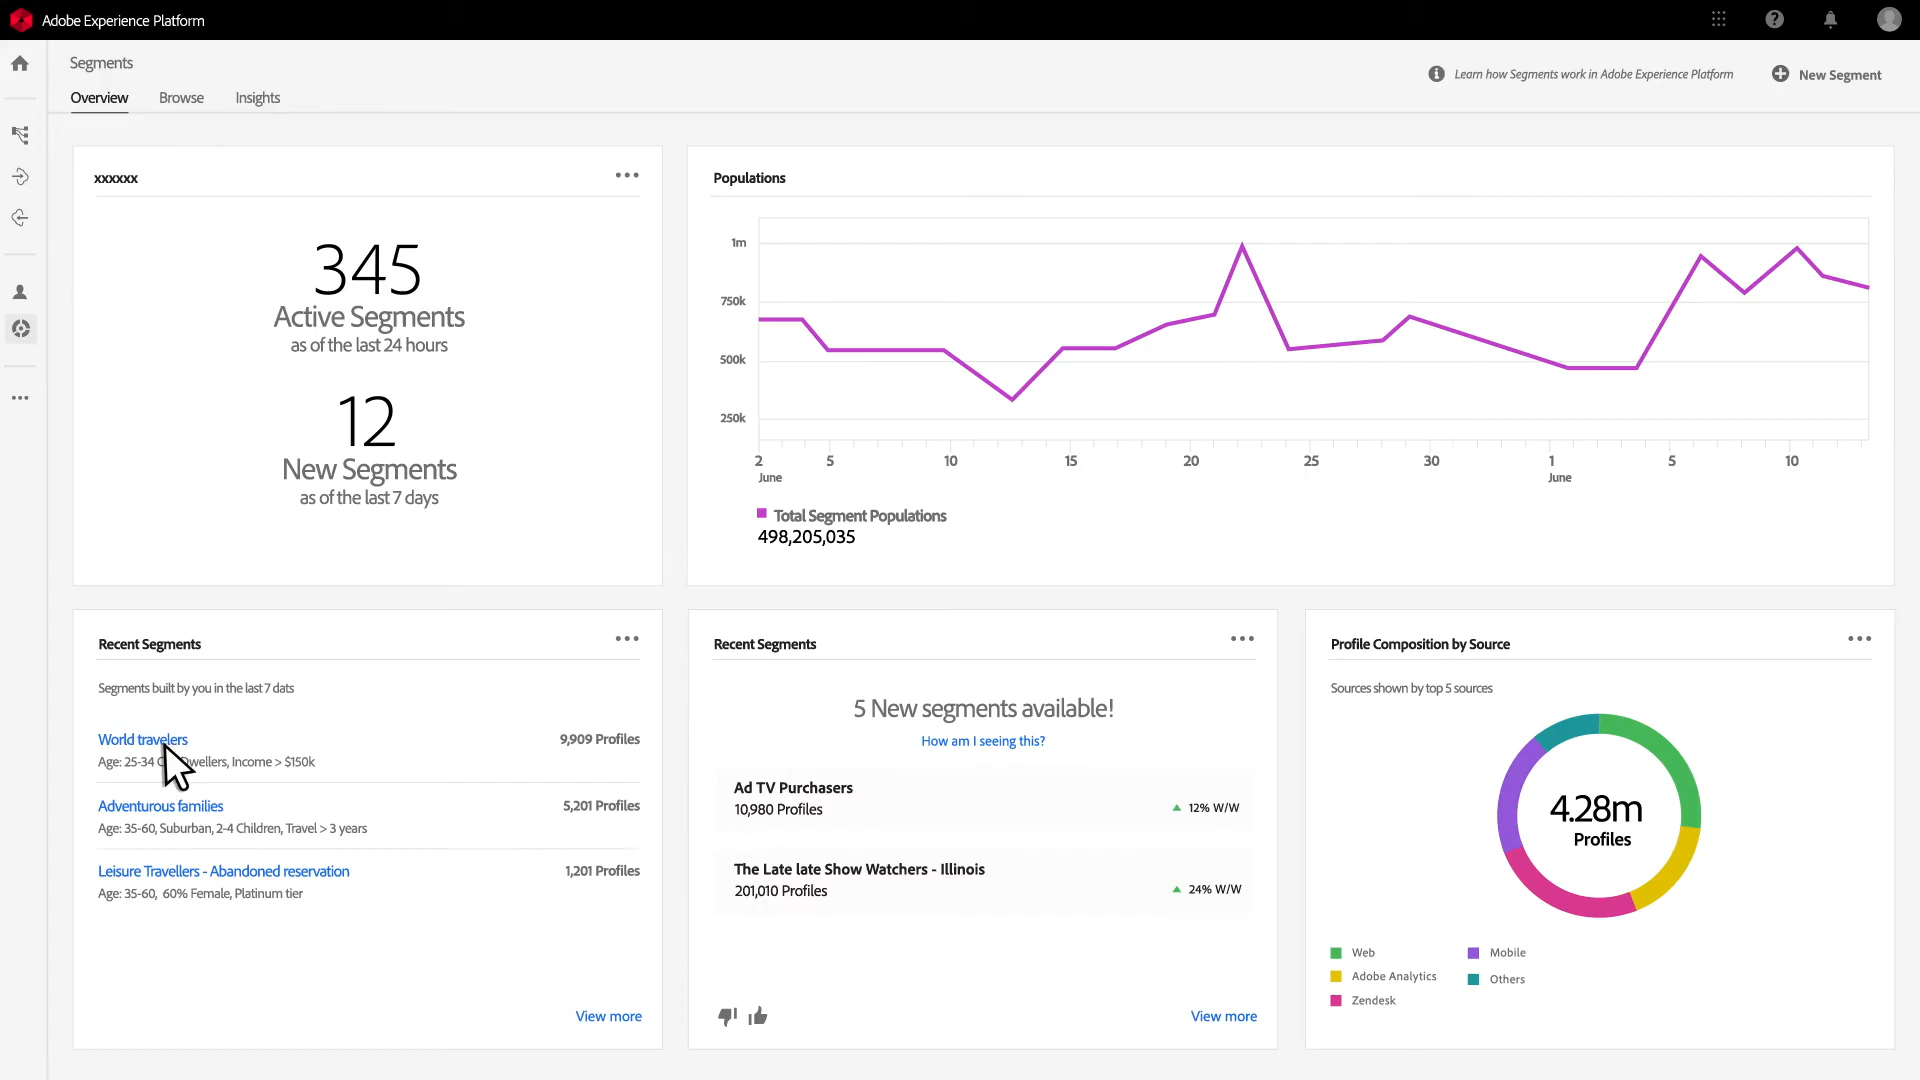 Adobe Experience Platform
Segments
Learn how Segments work in Adobe Experience Platform
New Segment
Overview Browse Insights
xxxxxx
345
Active Segments
as of the last 24 hours
12
New Segments
as of the last 7 days
Populations
1m
750k
500k
250k
2 5 10 15 20 25 30 1 5 10
June June
Total Segment Populations
498,205,035
Recent Segments
Segments built by you in the last 7 dats
World travelers 9,909 Profiles
Age: 25-34 Dwellers, Income > $150k
Adventurous families 5,201 Profiles
Age: 35-60, Suburban, 2-4 Children, Travel > 3 years
Leisure Travellers - Abandoned reservation 1,201 Profiles
Age: 35-60, 60% Female, Platinum tier
View more
Recent Segments
5 New segments available!
How am I seeing this?
Ad TV Purchasers
10,980 Profiles 12% W/W
The Late late Show Watchers - Illinois
201,010 Profiles 24% W/W
View more
Profile Composition by Source
Sources shown by top 5 sources
4.28m
Profiles
Web Mobile
Adobe Analytics Others
Zendesk